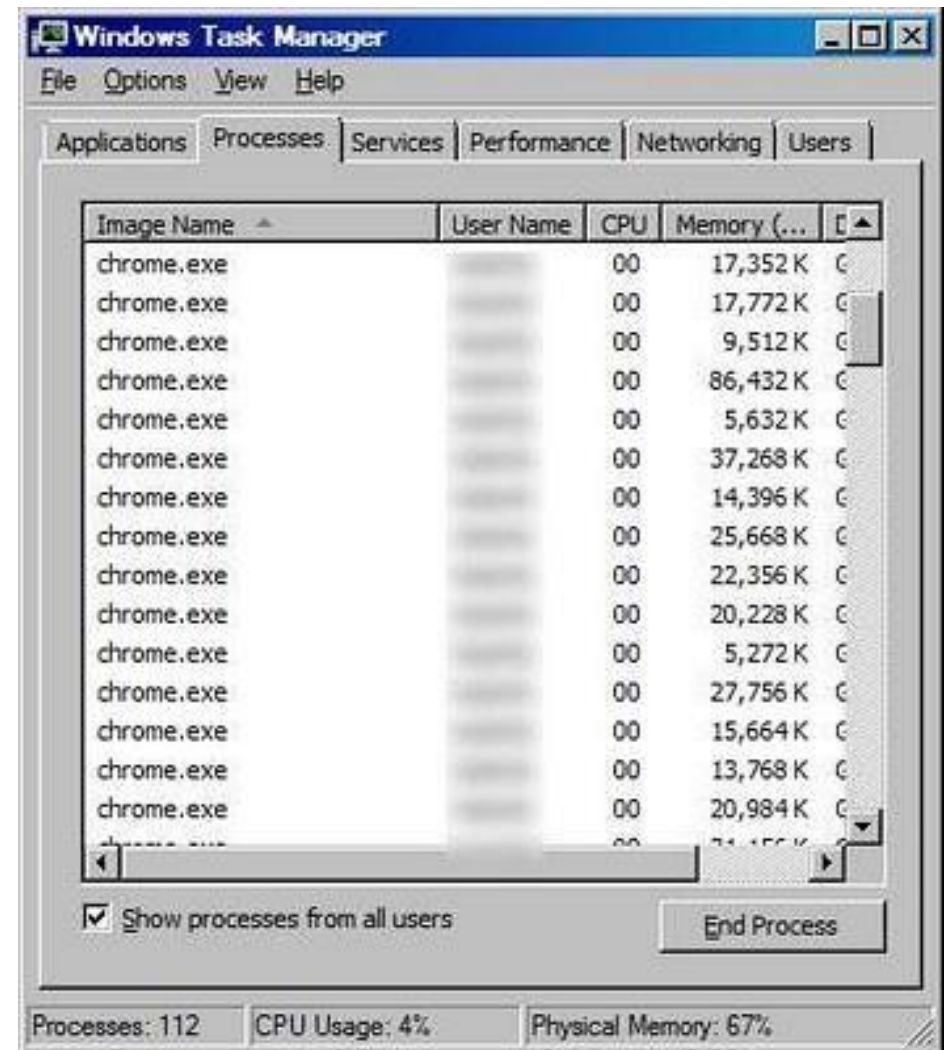 Windows Task Manager
File Options View Help
Applications Processes Services Performance Networking Users
Image Name User Name CPU Memory (...
chrome.exe 00 17,352 K
chrome.exe 00 17,772 K
chrome.exe 00 9,512 K
chrome.exe 00 86,432 K
chrome.exe 00 5,632 K
chrome.exe 00 37,268 K
chrome.exe 00 14,396 K
chrome.exe 00 25,668 K
chrome.exe 00 22,356 K
chrome.exe 00 20,228 K
chrome.exe 00 5,272 K
chrome.exe 00 27,756 K
chrome.exe 00 15,664 K
chrome.exe 00 13,768 K
chrome.exe 00 20,984 K
Show processes from all users
End Process
Processes: 112 CPU Usage: 4% Physical Memory: 67%